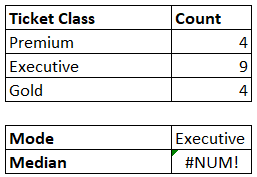 Ticket Class Count
Premium 4
Executive 9
Gold 4
Mode Executive
Median #NUM!